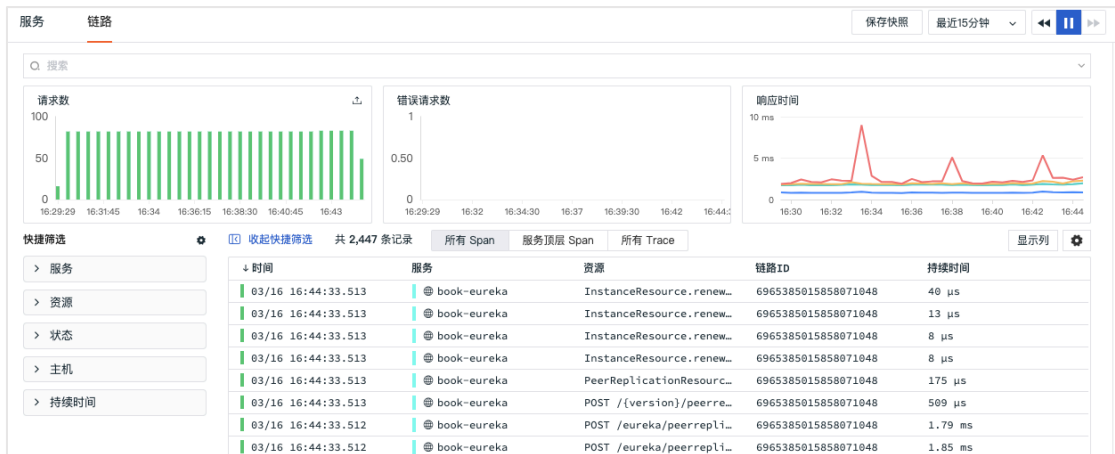 服务 链路 保存快照 最近15分钟
搜索
请求数 错误请求数 响应时间
100 1 10 ms
50 0.50 5 ms
0 0 0
16:29:29 16:31:45 16:34 16:36:15 16:38:30 16:40:45 16:43 16:29:29 16:32 16:34:30 16:37 16:39:30 16:42 16:30 16:32 16:34 16:36 16:38 16:40 16:42 16:44
快捷筛选 收起快捷筛选 共 2,447 条记录 所有 Span 服务顶层 Span 所有 Trace 显示列
服务
资源
状态
主机
持续时间
时间 服务 资源 链路ID 持续时间
03/16 16:44:33.513 book-eureka InstanceResource.renew… 6965385015858071048 40 µs
03/16 16:44:33.513 book-eureka InstanceResource.renew… 6965385015858071048 13 µs
03/16 16:44:33.513 book-eureka InstanceResource.renew… 6965385015858071048 8 µs
03/16 16:44:33.513 book-eureka InstanceResource.renew… 6965385015858071048 8 µs
03/16 16:44:33.513 book-eureka PeerReplicationResourc… 6965385015858071048 175 µs
03/16 16:44:33.513 book-eureka POST /{version}/peerre… 6965385015858071048 509 µs
03/16 16:44:33.512 book-eureka POST /eureka/peerrepli… 6965385015858071048 1.79 ms
03/16 16:44:33.512 book-eureka POST /eureka/peerrepli… 6965385015858071048 1.85 ms